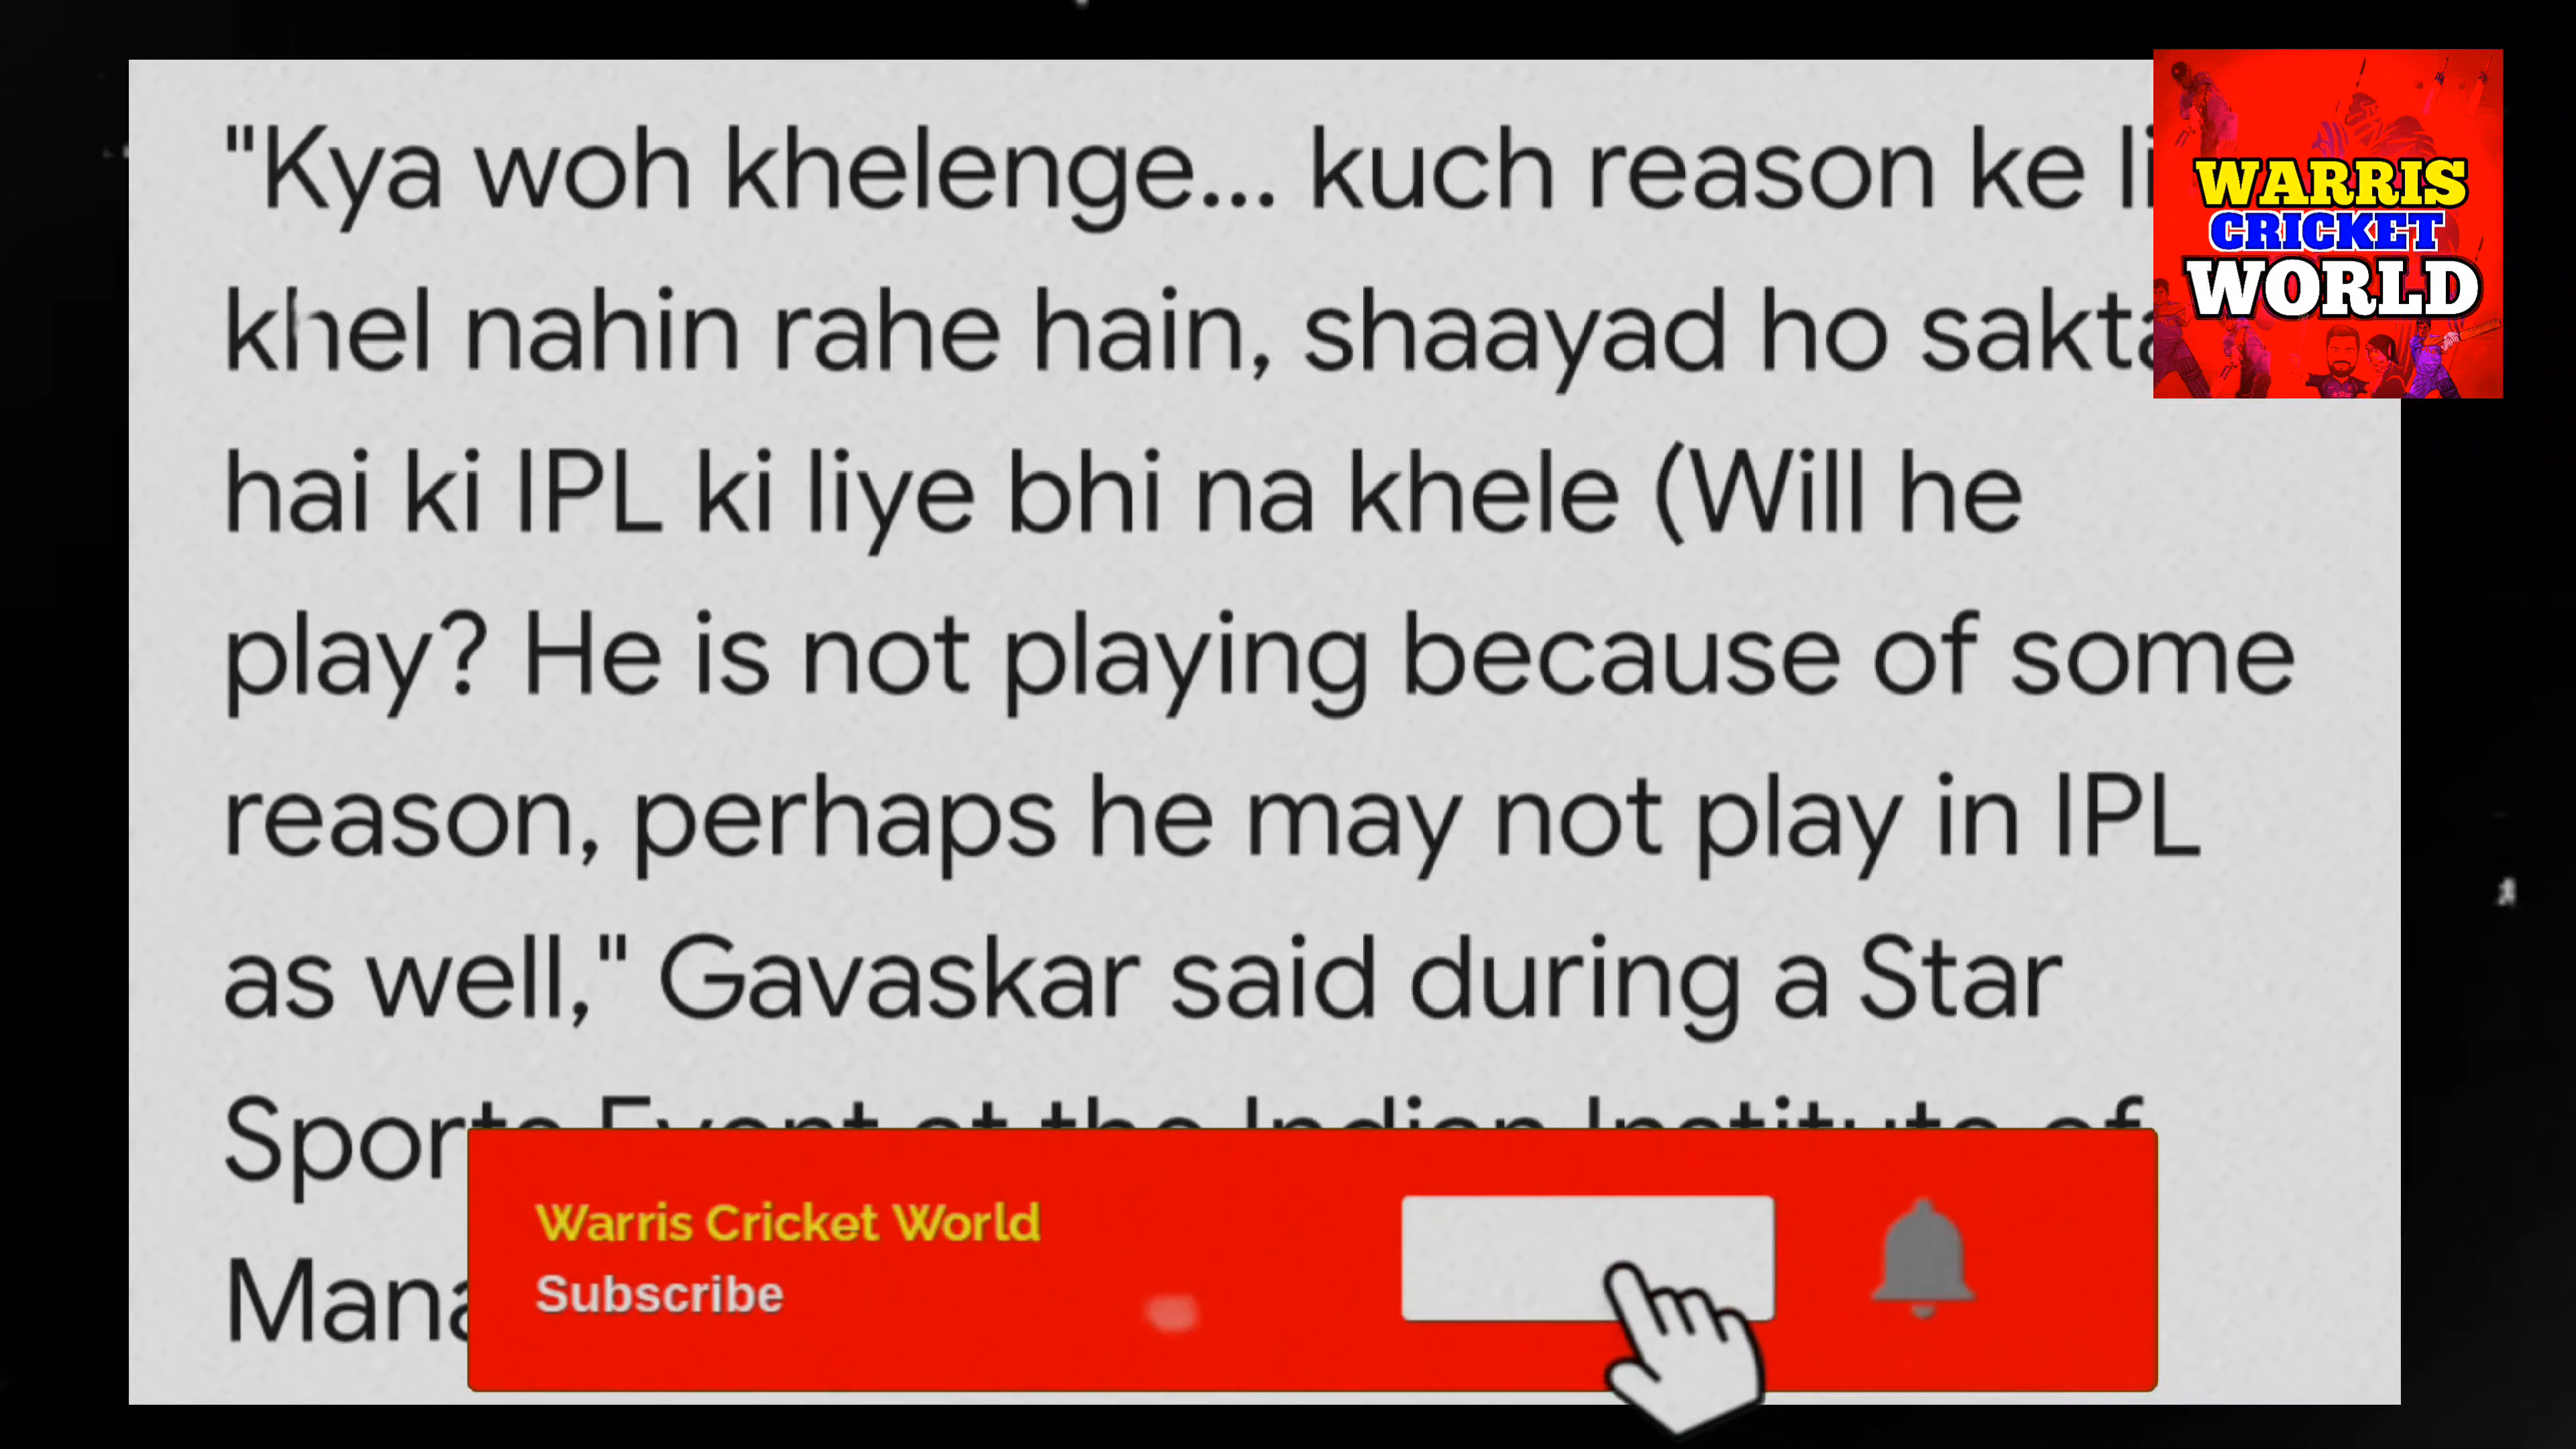 "Kya woh khelenge... kuch reason ke
khel nahin rahe hain, shaayad ho
hai ki IPL ki liye bhi na khele (Will he
play? He is not playing because of some
reason, perhaps he may not play in IPL
as well," Gavaskar said during a Star
WARRIS
CRICKET
WORLD
Warris Cricket World
Subscribe